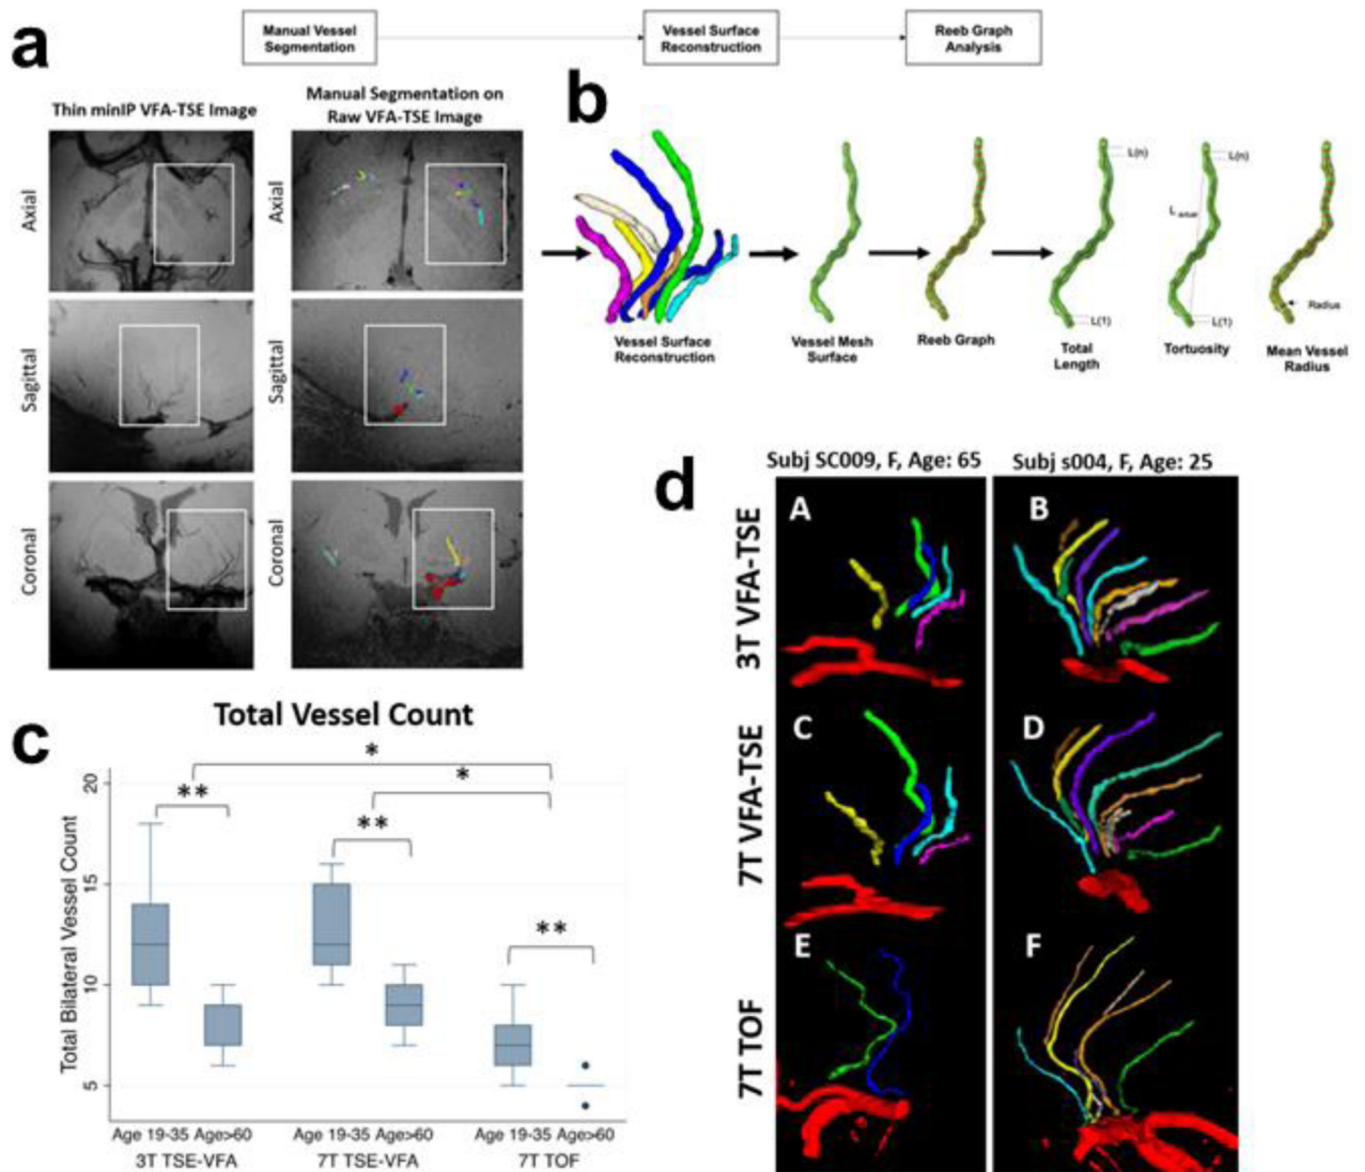 a
Manual Vessel
Segmentation
Vessel Surface
Reconstruction
Reeb Graph
Analysis
Thin minIP VFA-TSE Image
Manual Segmentation on
Raw VFA-TSE Image
Axial
Axial
Sagittal
Sagittal
Coronal
Coronal
b
Vessel Surface
Reconstruction
Vessel Mesh
Surface
Reeb Graph
L(n)
L(1)
Total
Length
L(n)
L actual
L(1)
Tortuosity
Radius
Mean Vessel
Radius
c
Total Vessel Count
*
*
**
**
**
Total Bilateral Vessel Count
20
15
10
5
Age 19-35 Age>60
3T TSE-VFA
Age 19-35 Age>60
7T TSE-VFA
Age 19-35 Age>60
7T TOF
d
Subj SC009, F, Age: 65
Subj s004, F, Age: 25
3T VFA-TSE
A
B
7T VFA-TSE
C
D
7T TOF
E
F